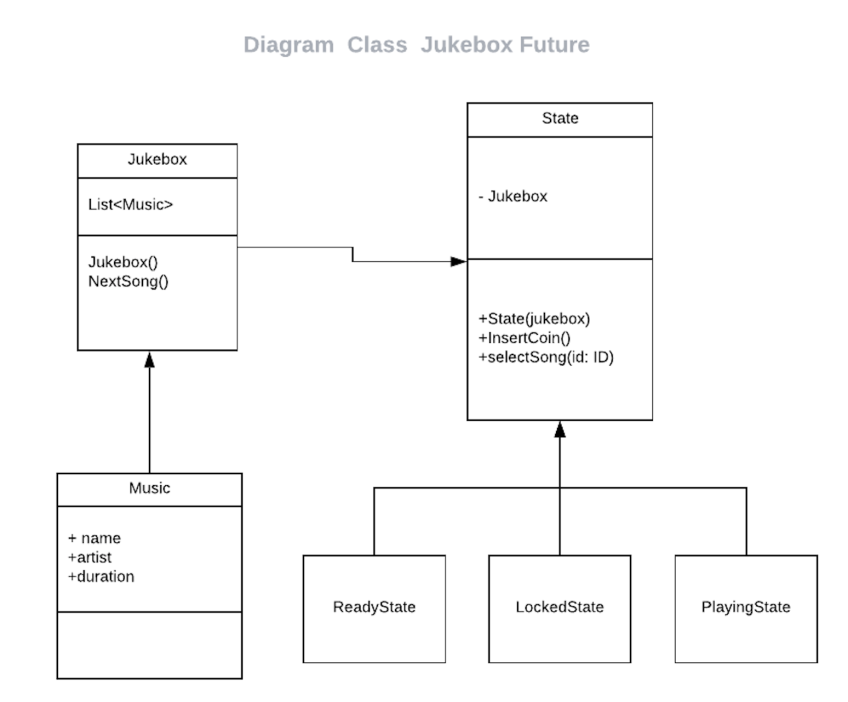 Diagram Class Jukebox Future
Jukebox
List<Music>
Jukebox()
NextSong()
State
- Jukebox
+State(jukebox)
+InsertCoin()
+selectSong(id: ID)
Music
+ name
+artist
+duration
ReadyState
LockedState
PlayingState